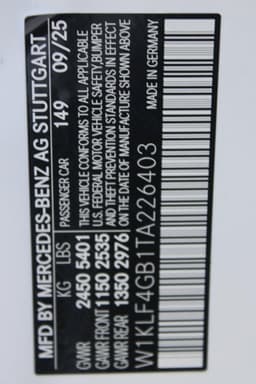 MFD BY MERCEDES-BENZ AG STUTTGART
PASSENGER CAR 149 09/25
KG LBS
GVWR 2450 5401
GAWR FRONT 1150 2535
GAWR REAR 1350 2976
THIS VEHICLE CONFORMS TO ALL APPLICABLE
U.S. FEDERAL MOTOR VEHICLE SAFETY, BUMPER
AND THEFT PREVENTION STANDARDS IN EFFECT
ON THE DATE OF MANUFACTURE SHOWN ABOVE
W1KLF4GB1TA226403
MADE IN GERMANY